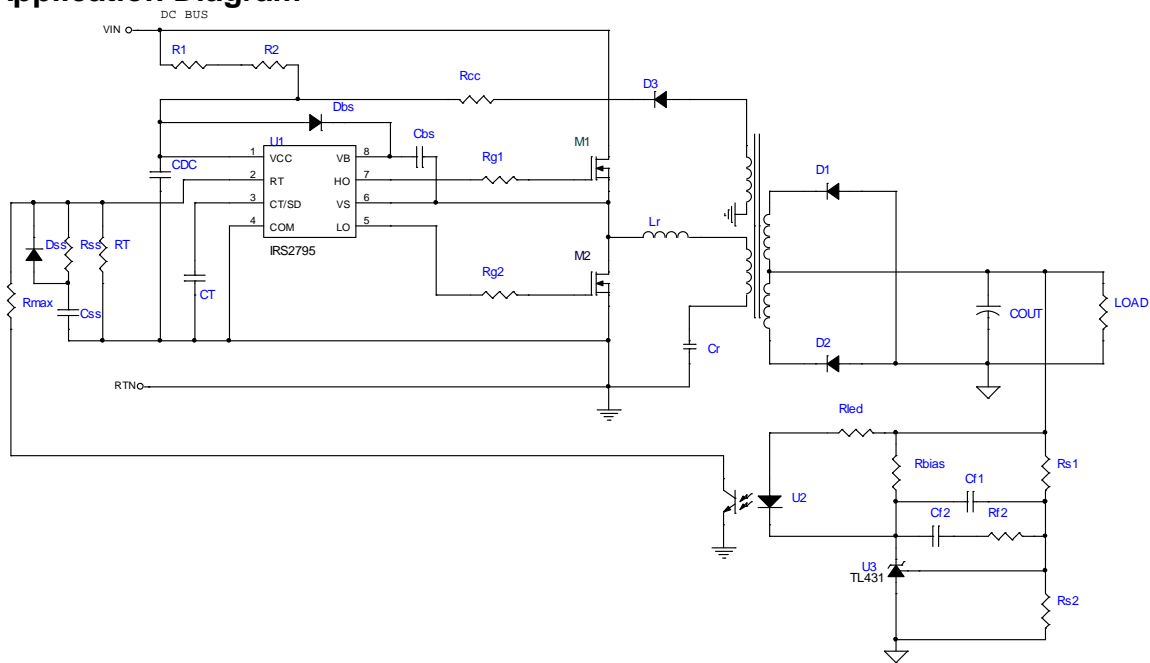 Application Diagram
DC BUS
VIN
R1
R2
Rcc
D3
Dbs
U1
Cbs
M1
CDC
1
VCC
VB
8
2
RT
HO
7
3
CT/SD
VS
6
4
COM
LO
5
IRS2795
Rg1
D1
Lr
Dss
Rss
RT
M2
Rg2
CT
Rmax
Css
COUT
LOAD
Cr
D2
RTN
Rled
Rbias
Rs1
Cf1
U2
Cf2
Rf2
U3
TL431
Rs2